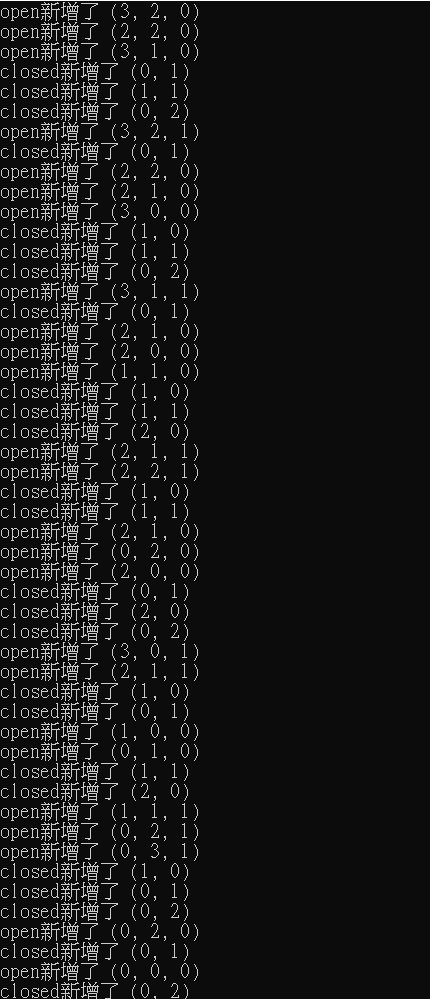 open新增了 (3, 2, 0)
open新增了 (2, 2, 0)
open新增了 (3, 1, 0)
closed新增了 (0, 1)
closed新增了 (1, 1)
closed新增了 (0, 2)
open新增了 (3, 2, 1)
closed新增了 (0, 1)
open新增了 (2, 2, 0)
open新增了 (2, 1, 0)
open新增了 (3, 0, 0)
closed新增了 (1, 0)
closed新增了 (1, 1)
closed新增了 (0, 2)
open新增了 (3, 1, 1)
closed新增了 (0, 1)
open新增了 (2, 1, 0)
open新增了 (2, 0, 0)
open新增了 (1, 1, 0)
closed新增了 (1, 0)
closed新增了 (1, 1)
closed新增了 (2, 0)
open新增了 (2, 1, 1)
open新增了 (2, 2, 1)
closed新增了 (1, 0)
closed新增了 (1, 1)
open新增了 (2, 1, 0)
open新增了 (0, 2, 0)
open新增了 (2, 0, 0)
closed新增了 (0, 1)
closed新增了 (2, 0)
closed新增了 (0, 2)
open新增了 (3, 0, 1)
open新增了 (2, 1, 1)
closed新增了 (1, 0)
closed新增了 (0, 1)
open新增了 (1, 0, 0)
open新增了 (0, 1, 0)
closed新增了 (1, 1)
closed新增了 (2, 0)
open新增了 (1, 1, 1)
open新增了 (0, 2, 1)
open新增了 (0, 3, 1)
closed新增了 (1, 0)
closed新增了 (0, 1)
closed新增了 (0, 2)
open新增了 (0, 2, 0)
closed新增了 (0, 1)
open新增了 (0, 0, 0)
closed新增了 (0, 2)